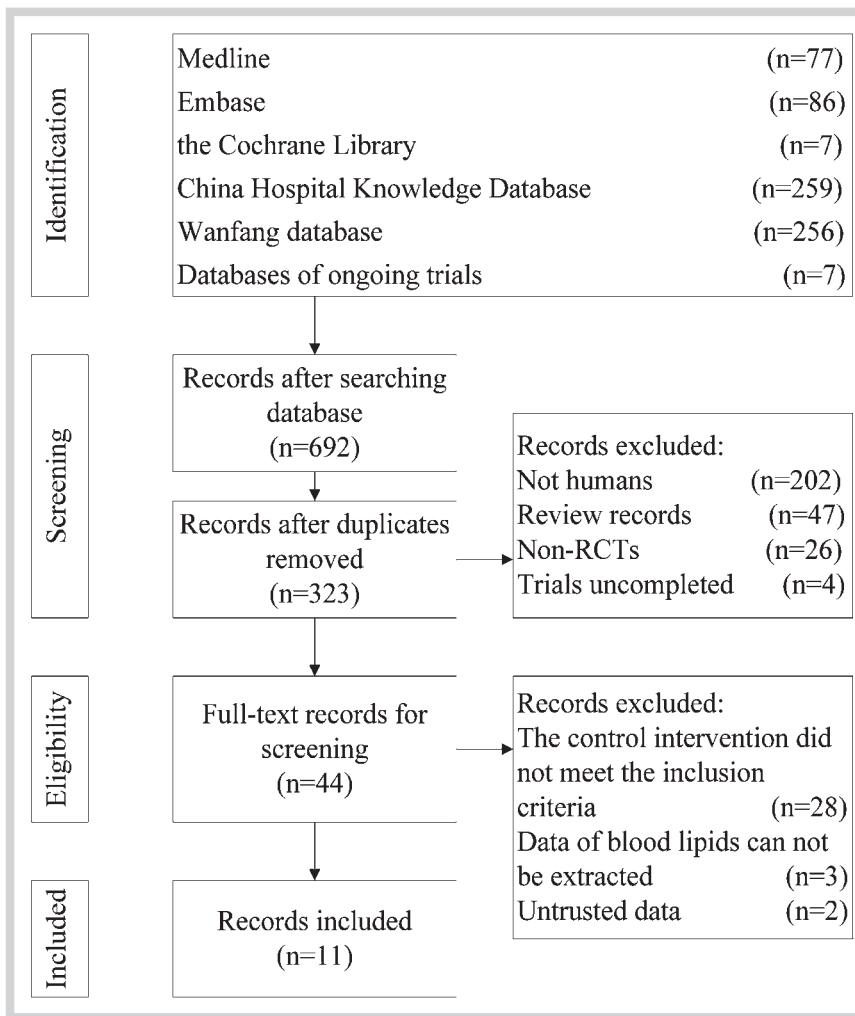 Identification
Medline (n=77)
Embase (n=86)
the Cochrane Library (n=7)
China Hospital Knowledge Database (n=259)
Wanfang database (n=256)
Databases of ongoing trials (n=7)
Screening
Records after searching
database
(n=692)
Records after duplicates
removed
(n=323)
Records excluded:
Not humans (n=202)
Review records (n=47)
Non-RCTs (n=26)
Trials uncompleted (n=4)
Eligibility
Full-text records for
screening
(n=44)
Records excluded:
The control intervention did
not meet the inclusion
criteria (n=28)
Data of blood lipids can not
be extracted (n=3)
Untrusted data (n=2)
Included
Records included
(n=11)